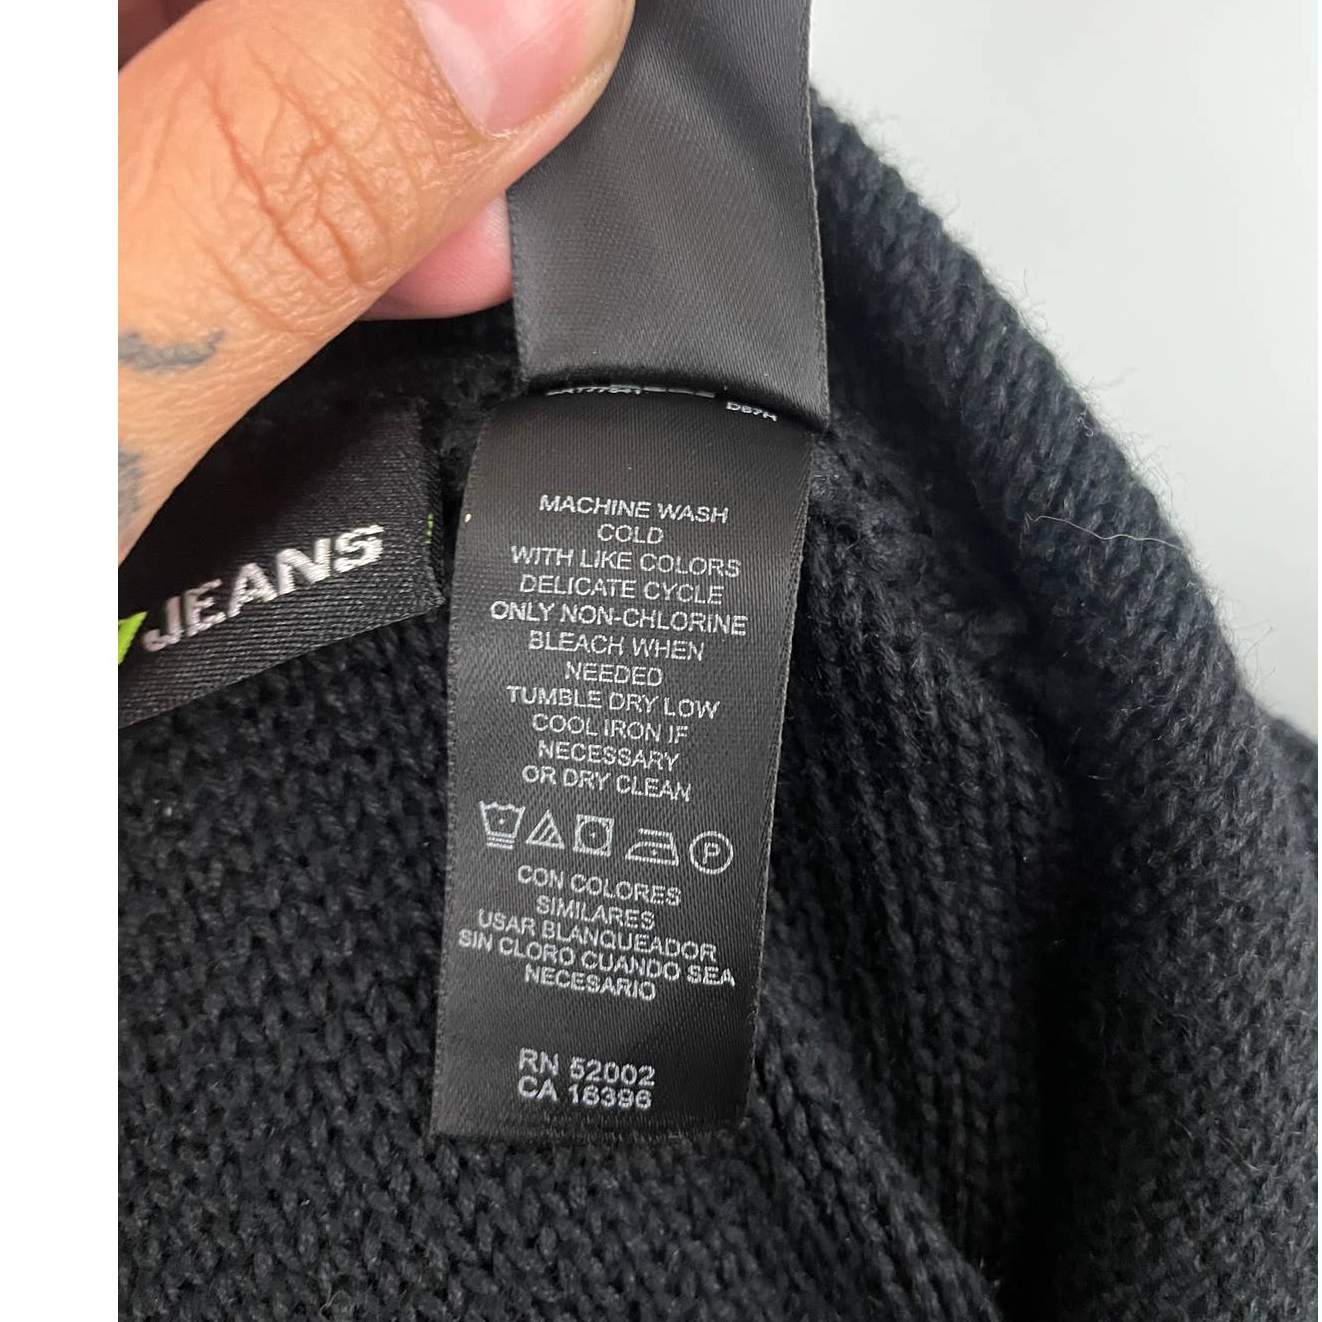 D87H
JEANS
MACHINE WASH
COLD
WITH LIKE COLORS
DELICATE CYCLE
ONLY NON-CHLORINE
BLEACH WHEN
NEEDED
TUMBLE DRY LOW
COOL IRON IF
NECESSARY
OR DRY CLEAN
P
CON COLORES
SIMILARES
USAR BLANQUEADOR
SIN CLORO CUANDO SEA
NECESARIO
RN 52002
CA 16396